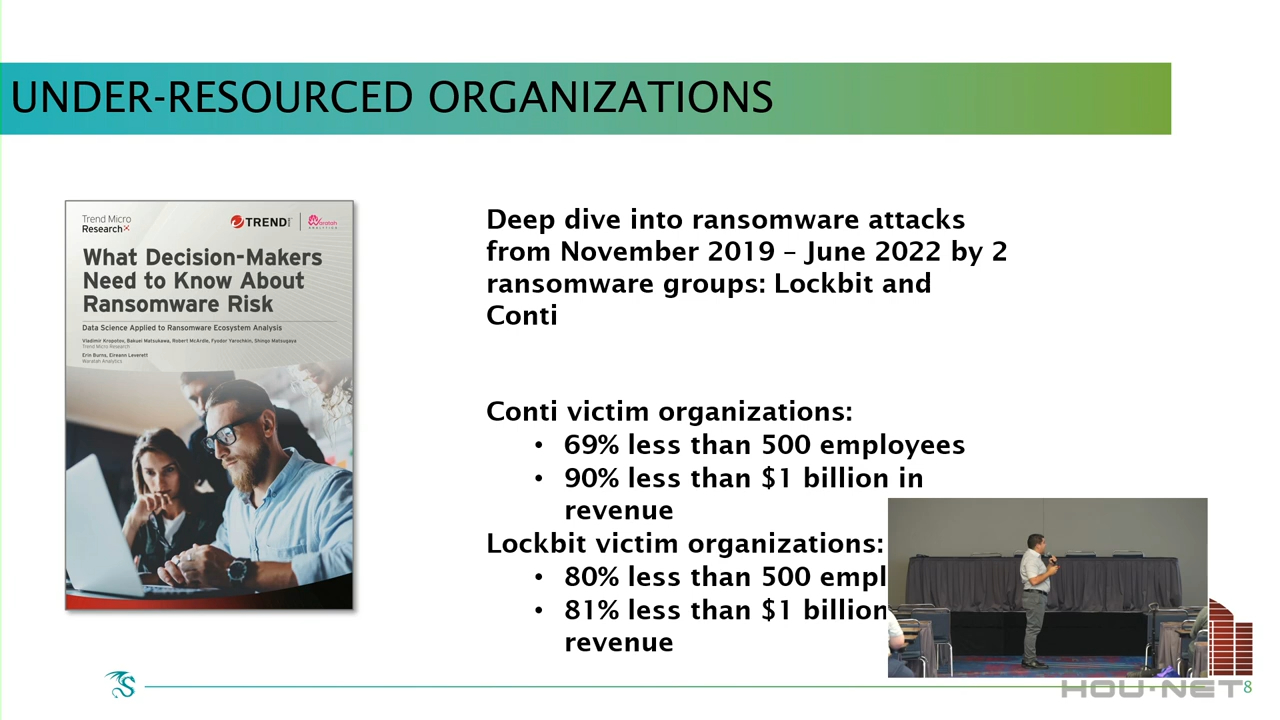 UNDER-RESOURCED ORGANIZATIONS
Trend Micro
Research
TREND
Waratah
ANALYTICS
What Decision-Makers
Need to Know About
Ransomware Risk
Data Science Applied to Ransomware Ecosystem Analysis
Vladimir Kropotov, Bakuei Matsukawa, Robert McArdle, Fyodor Yarochkin, Shingo Matsugaya
Trend Micro Research
Erin Burns, Eireann Leverett
Waratah Analytics
Deep dive into ransomware attacks
from November 2019 – June 2022 by 2
ransomware groups: Lockbit and
Conti
Conti victim organizations:
• 69% less than 500 employees
• 90% less than $1 billion in
revenue
Lockbit victim organizations:
• 80% less than 500 empl
• 81% less than $1 billion
revenue
HOU·NET
8